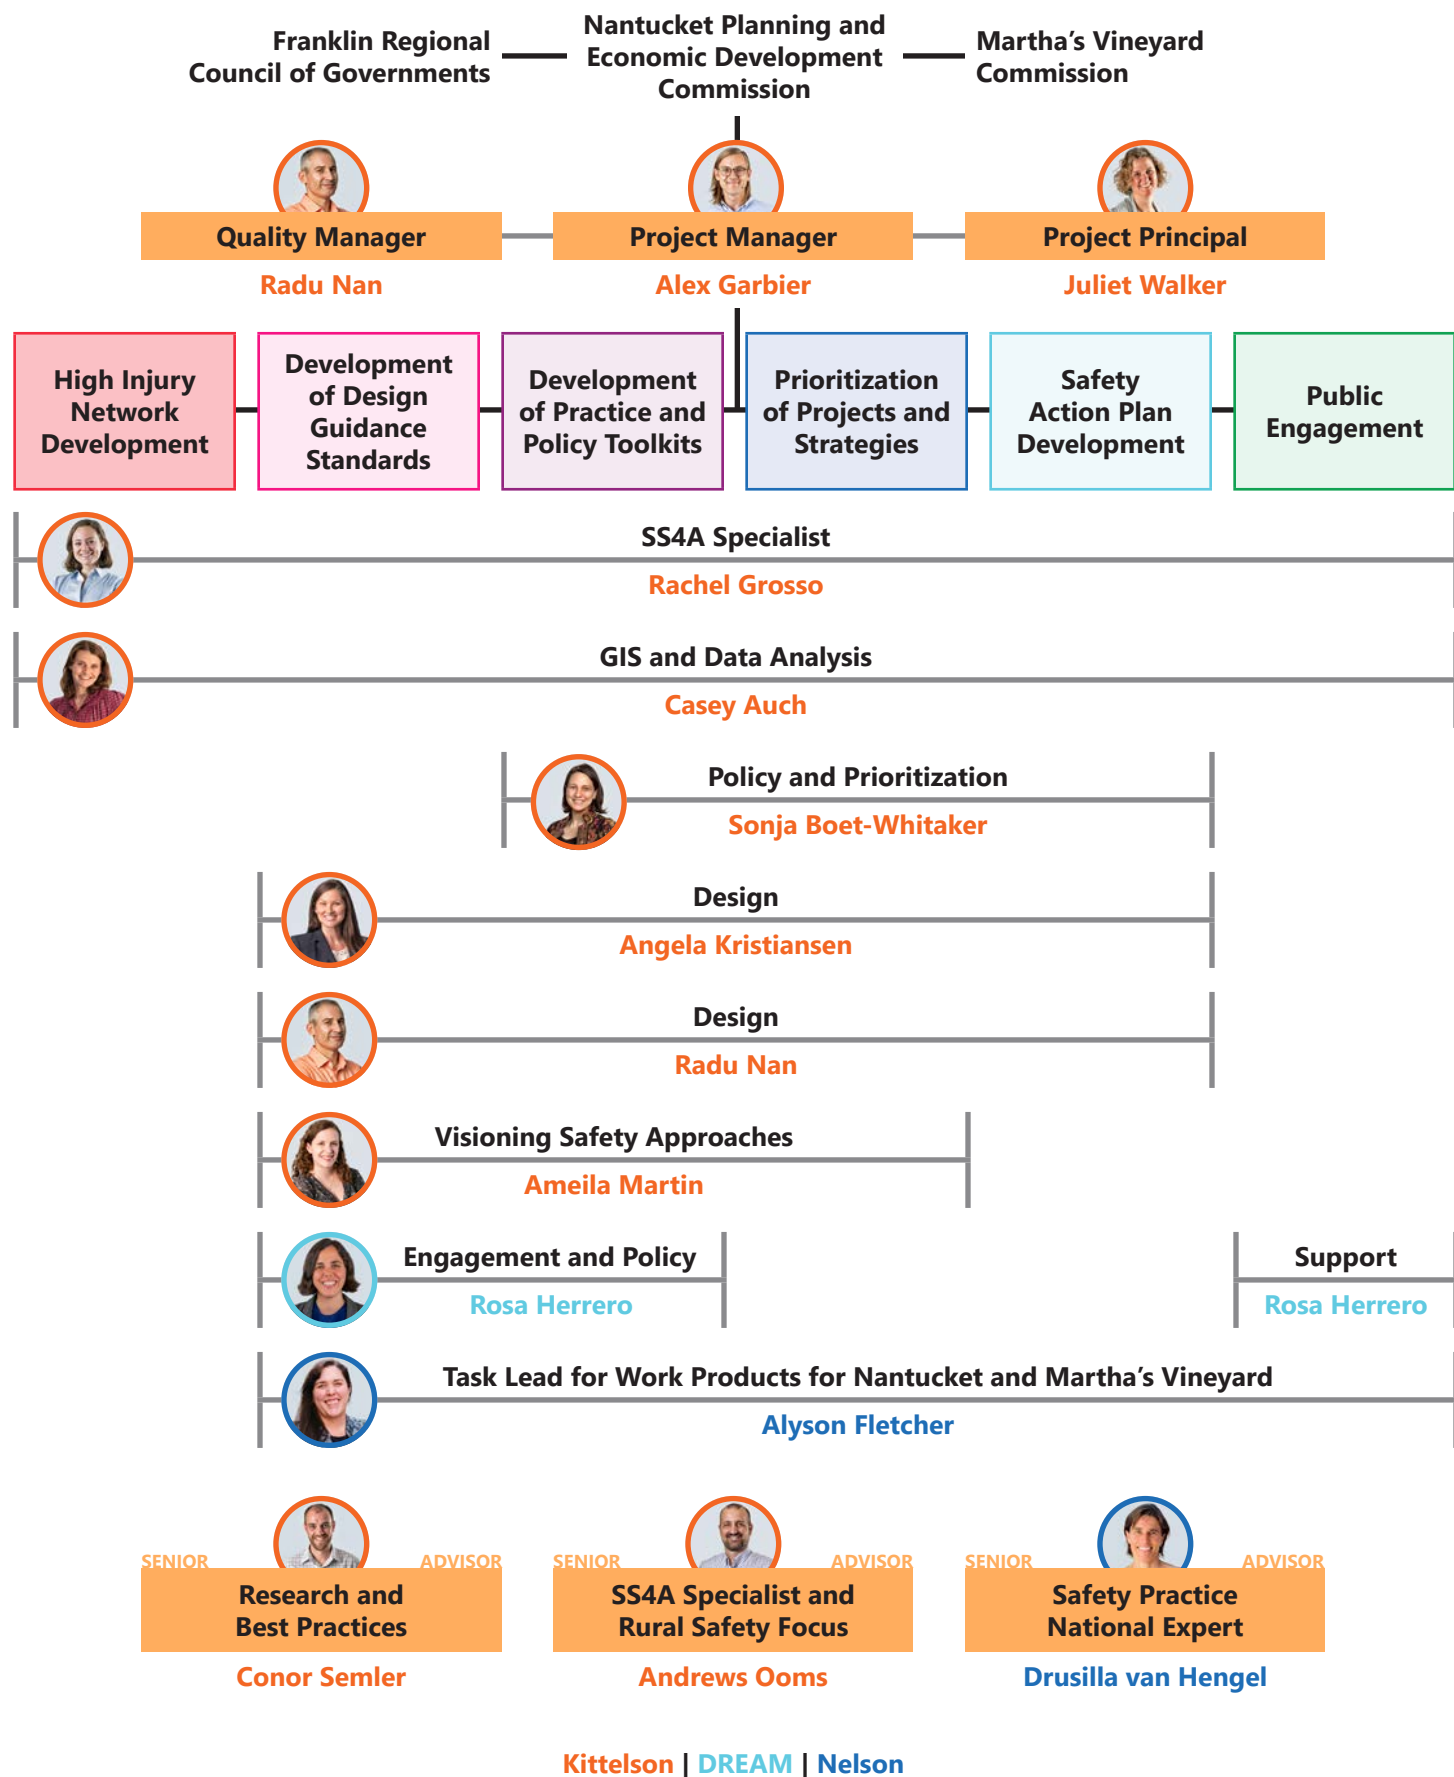 Franklin Regional
Council of Governments
Nantucket Planning and
Economic Development
Commission
Martha’s Vineyard
Commission
Quality Manager
Radu Nan
Project Manager
Alex Garbier
Project Principal
Juliet Walker
High Injury
Network
Development
Development
of Design
Guidance
Standards
Development
of Practice and
Policy Toolkits
Prioritization
of Projects and
Strategies
Safety
Action Plan
Development
Public
Engagement
SS4A Specialist
Rachel Grosso
GIS and Data Analysis
Casey Auch
Policy and Prioritization
Sonja Boet-Whitaker
Design
Angela Kristiansen
Design
Radu Nan
Visioning Safety Approaches
Ameila Martin
Engagement and Policy
Rosa Herrero
Support
Rosa Herrero
Task Lead for Work Products for Nantucket and Martha’s Vineyard
Alyson Fletcher
SENIOR ADVISOR
Research and
Best Practices
Conor Semler
SENIOR ADVISOR
SS4A Specialist and
Rural Safety Focus
Andrews Ooms
SENIOR ADVISOR
Safety Practice
National Expert
Drusilla van Hengel
Kittelson | DREAM | Nelson